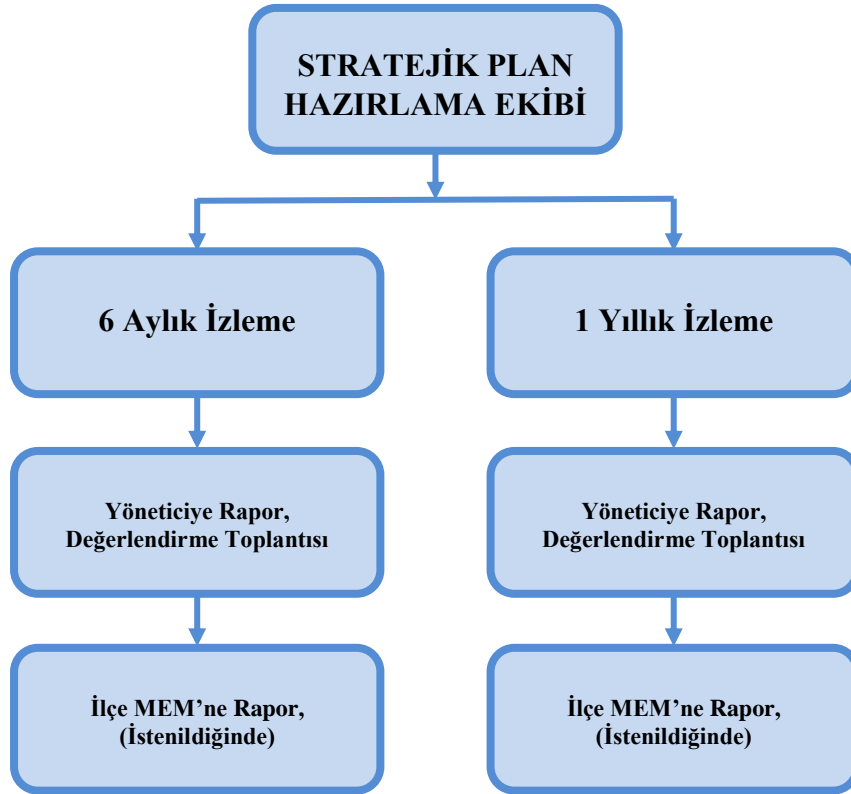 STRATEJİK PLAN
HAZIRLAMA EKİBİ
6 Aylık İzleme
1 Yıllık İzleme
Yöneticiye Rapor,
Değerlendirme Toplantısı
Yöneticiye Rapor,
Değerlendirme Toplantısı
İlçe MEM’ne Rapor,
(İstenildiğinde)
İlçe MEM’ne Rapor,
(İstenildiğinde)